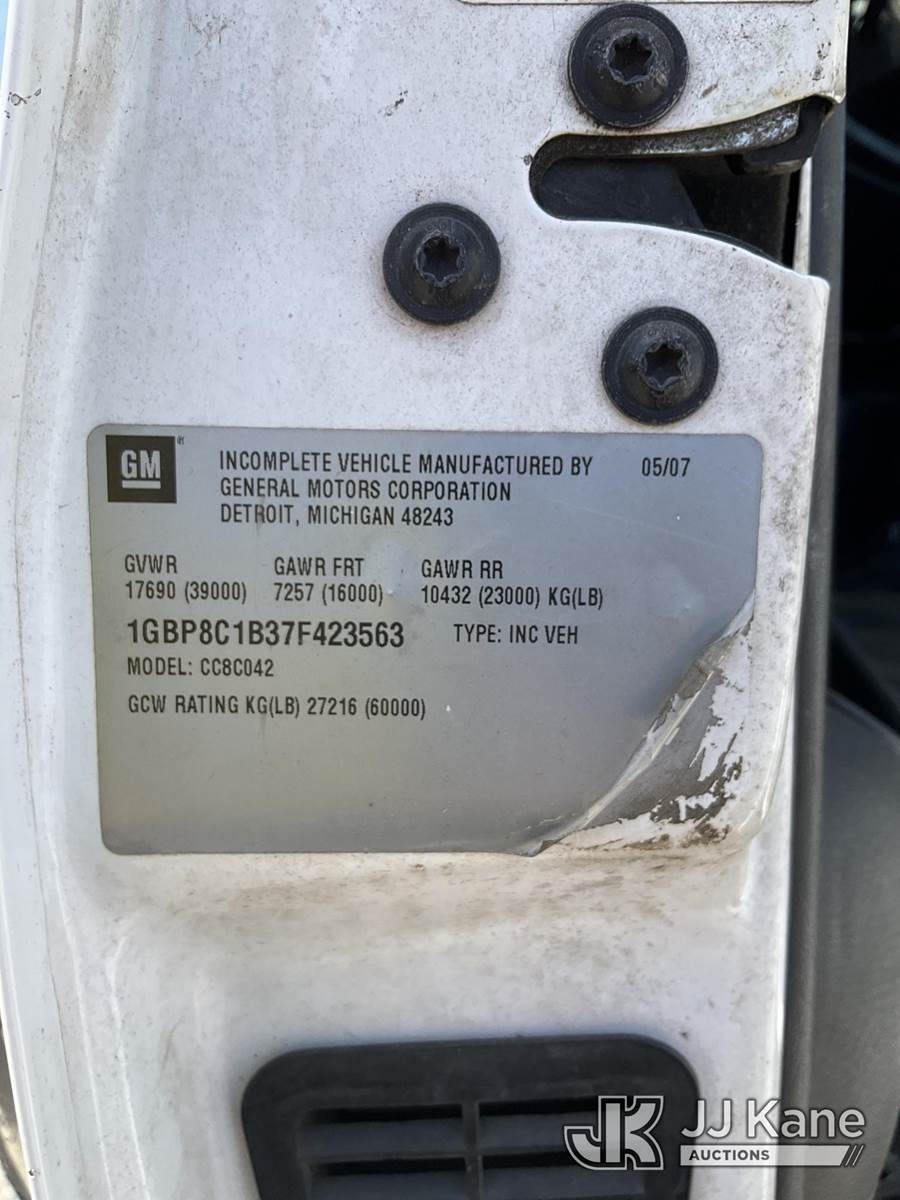 GM
INCOMPLETE VEHICLE MANUFACTURED BY 05/07
GENERAL MOTORS CORPORATION
DETROIT, MICHIGAN 48243
GVWR GAWR FRT GAWR RR
17690 (39000) 7257 (16000) 10432 (23000) KG(LB)
1GBP8C1B37F423563 TYPE: INC VEH
MODEL: CC8C042
GCW RATING KG(LB) 27216 (60000)
JK JJ Kane
AUCTIONS